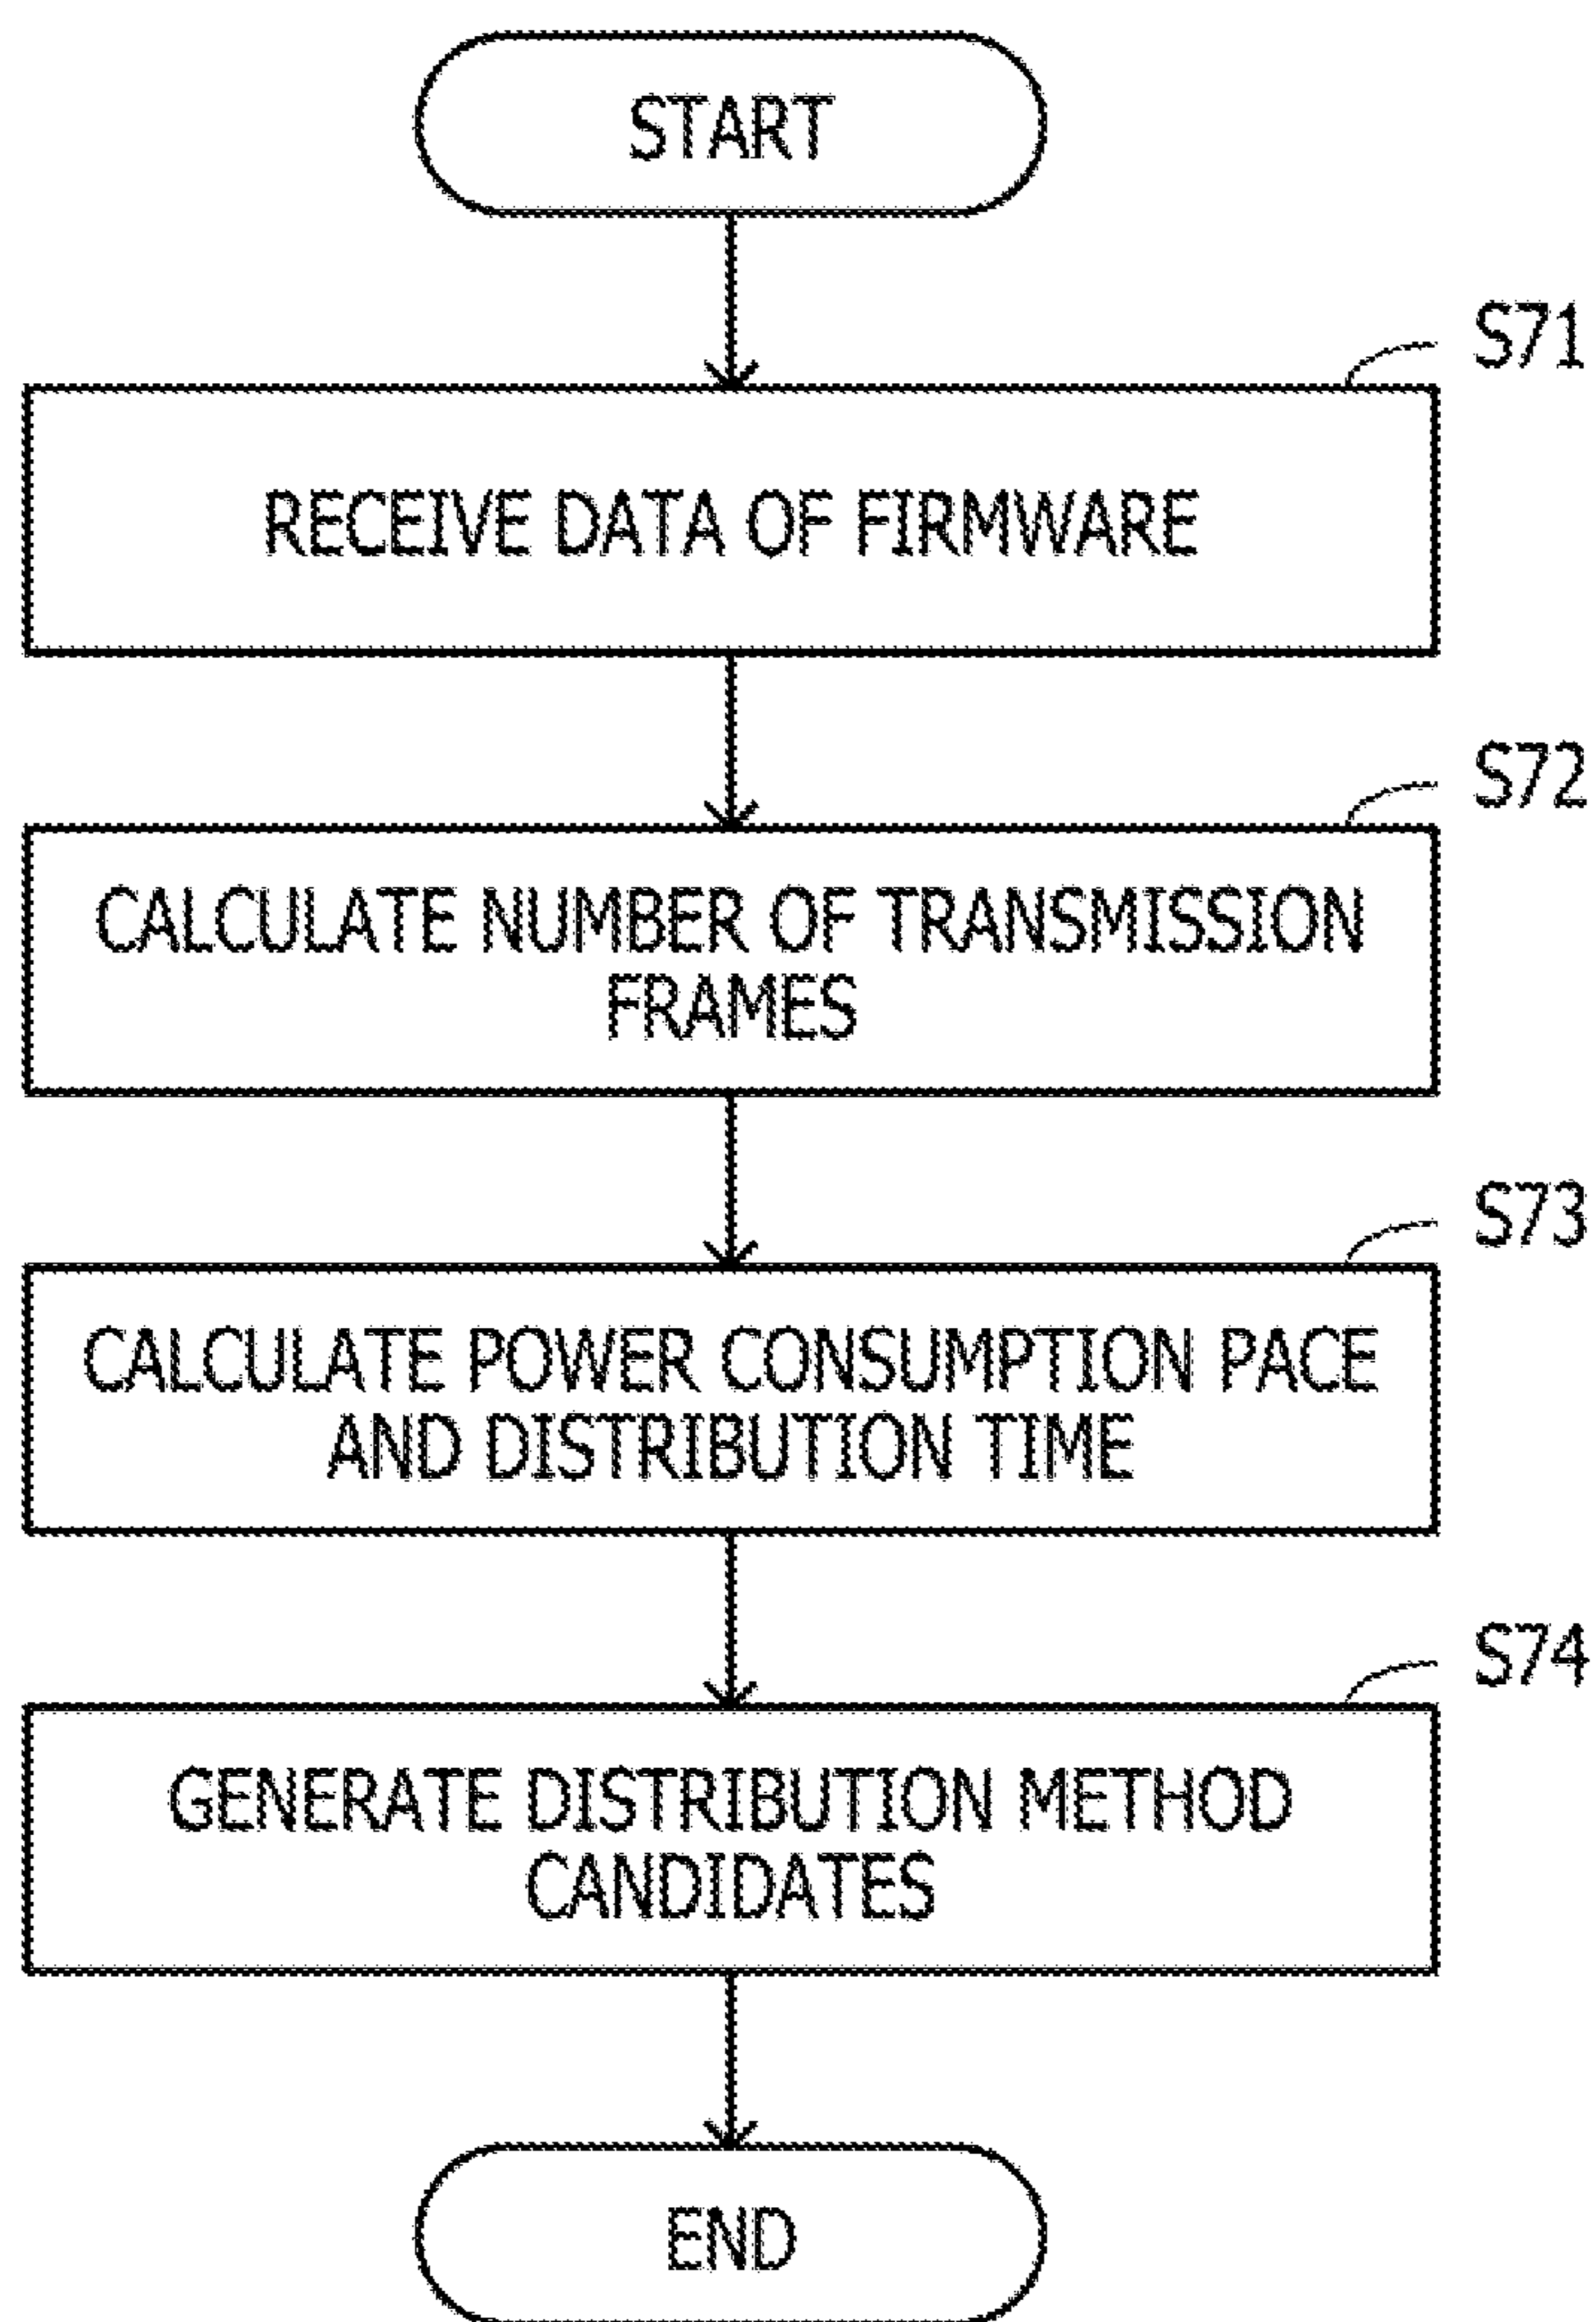 START
S71
RECEIVE DATA OF FIRMWARE
S72
CALCULATE NUMBER OF TRANSMISSION
FRAMES
S73
CALCULATE POWER CONSUMPTION PACE
AND DISTRIBUTION TIME
S74
GENERATE DISTRIBUTION METHOD
CANDIDATES
END